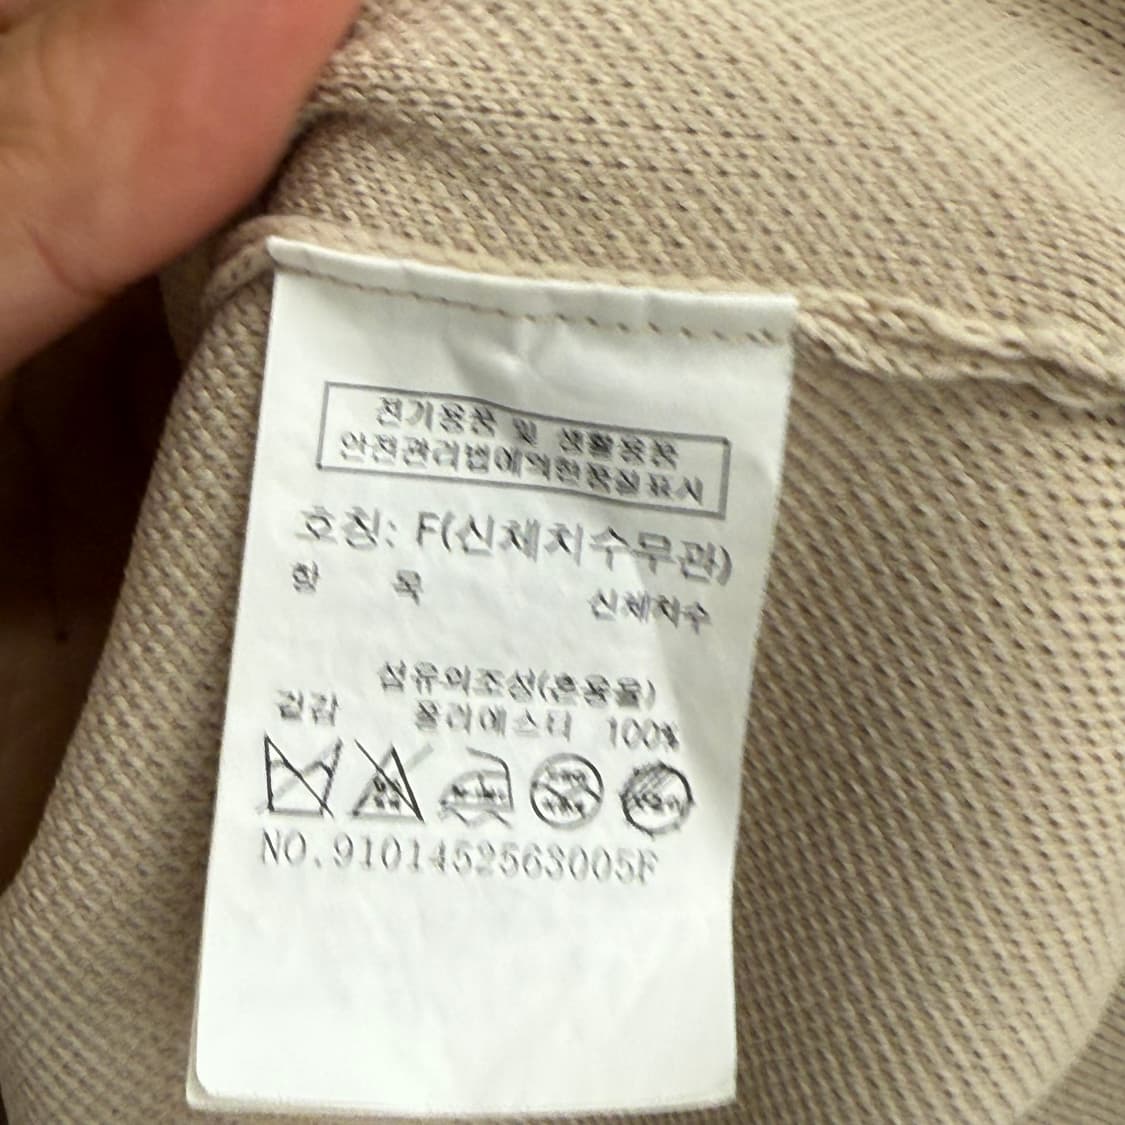 전기용품 및 생활용품
안전관리법에의한품질표시
호칭: F(신체치수무관)
항 목 신체치수
섬유의조성(혼용율)
겉감 폴리에스터 100%
NO.9101452563005F